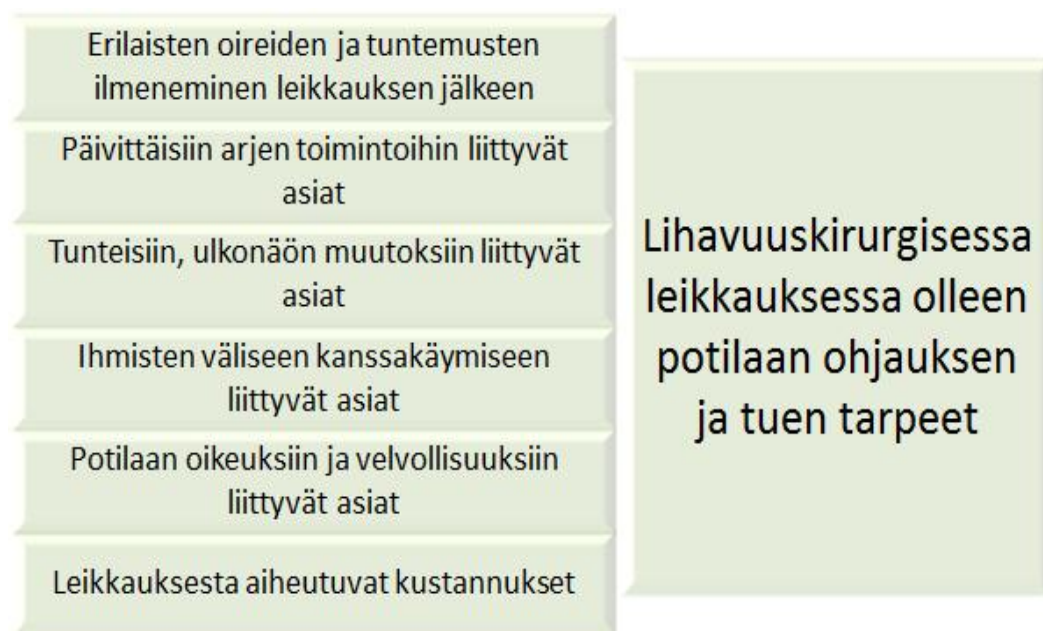 Erilaisten oireiden ja tuntemusten
ilmeneminen leikkauksen jälkeen
Päivittäisiin arjen toimintoihin liittyvät
asiat
Tunteisiin, ulkonäön muutoksiin liittyvät
asiat
Ihmisten väliseen kanssakäymiseen
liittyvät asiat
Potilaan oikeuksiin ja velvollisuuksiin
liittyvät asiat
Leikkauksesta aiheutuvat kustannukset
Lihavuuskirurgisessa
leikkauksessa olleen
potilaan ohjauksen
ja tuen tarpeet